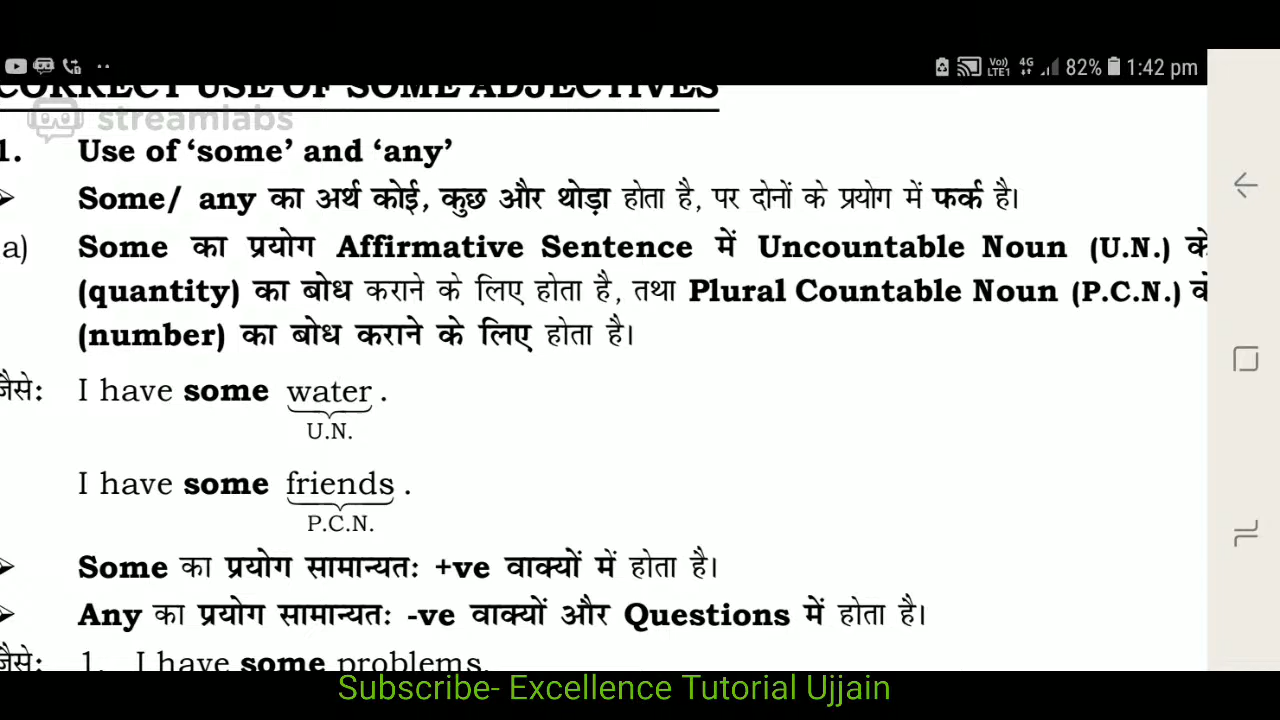 82% 1:42 pm
CORRECT USE OF SOME ADJECTIVES
streamlabs
1. Use of ‘some’ and ‘any’
Some/ any का अर्थ कोई, कुछ और थोड़ा होता है, पर दोनों के प्रयोग में फर्क है।
a) Some का प्रयोग Affirmative Sentence में Uncountable Noun (U.N.) के
(quantity) का बोध कराने के लिए होता है, तथा Plural Countable Noun (P.C.N.)
(number) का बोध कराने के लिए होता है।
जैसे: I have some water.
U.N.
I have some friends.
P.C.N.
Some का प्रयोग सामान्यतः +ve वाक्यों में होता है।
Any का प्रयोग सामान्यतः -ve वाक्यों और Questions में होता है।
जैसे: 1. I have some problems.
Subscribe- Excellence Tutorial Ujjain